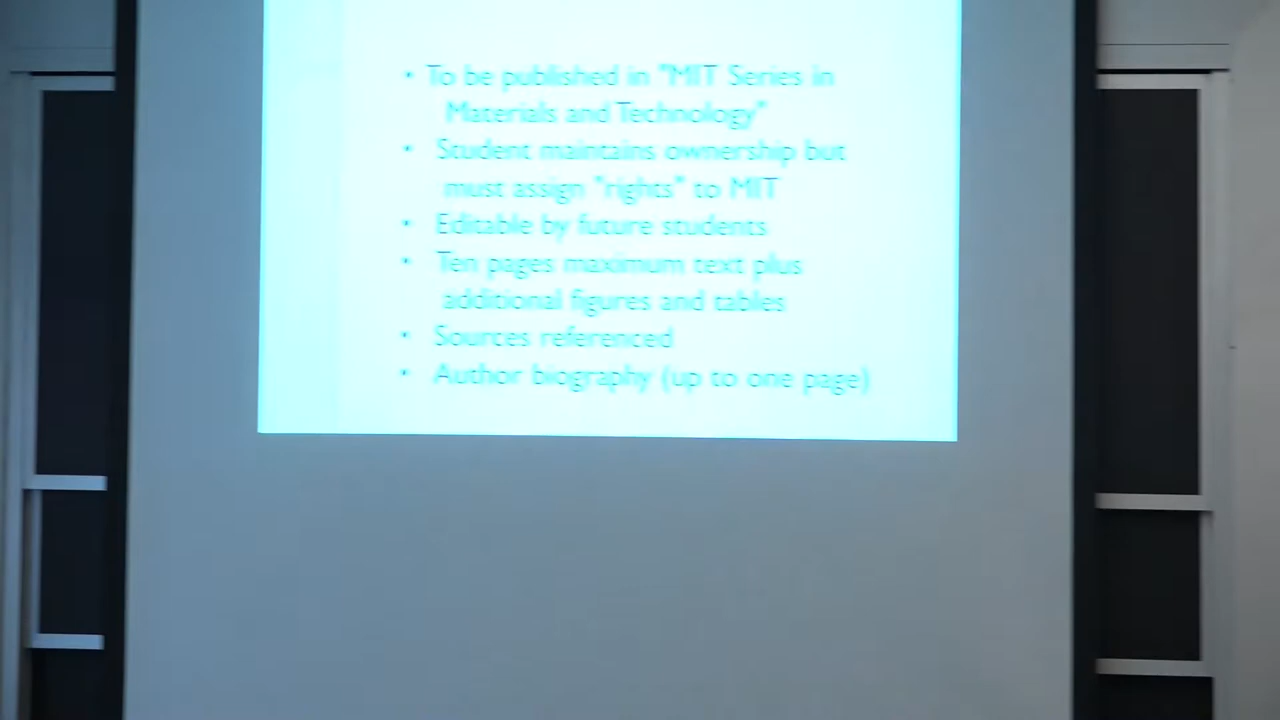 • To be published in "MIT Series in
Materials and Technology"
• Student maintains ownership but
must assign "rights" to MIT
• Editable by future students
• Ten pages maximum text plus
additional figures and tables
• Sources referenced
• Author biography (up to one page)